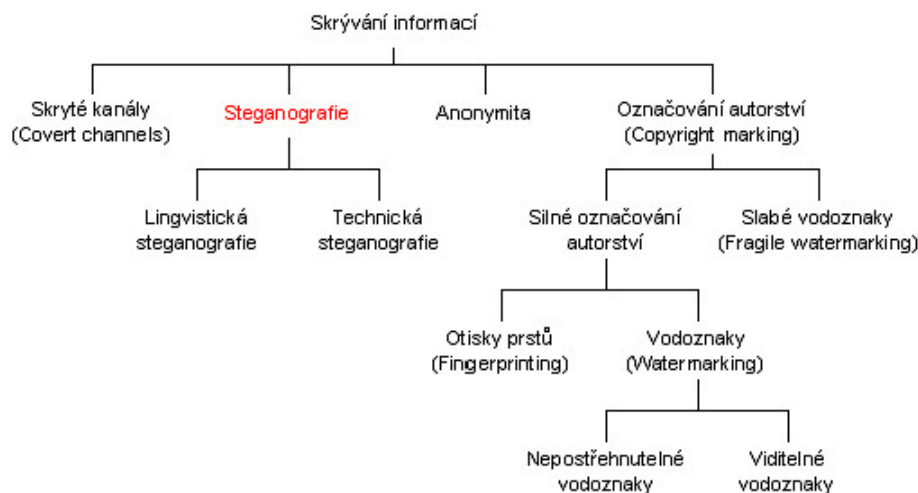 Skrývání informací
Skryté kanály
(Covert channels)
Steganografie
Anonymita
Označování autorství
(Copyright marking)
Lingvistická
steganografie
Technická
steganografie
Silné označování
autorství
Slabé vodoznaky
(Fragile watermarking)
Otisky prstů
(Fingerprinting)
Vodoznaky
(Watermarking)
Nepostřehnutelné
vodoznaky
Viditelné
vodoznaky